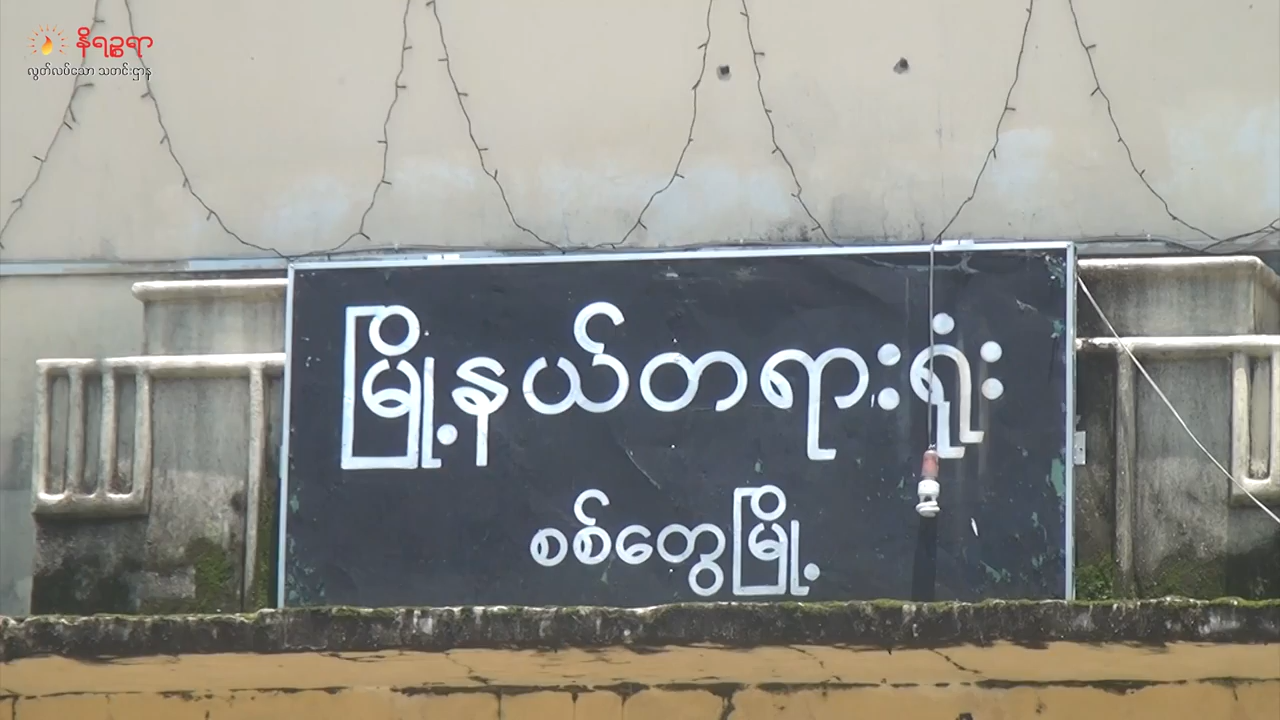 နိရဉ္စရာ
လွတ်လပ်သော သတင်းဌာန
မြို့နယ်တရားရုံး
စစ်တွေမြို့